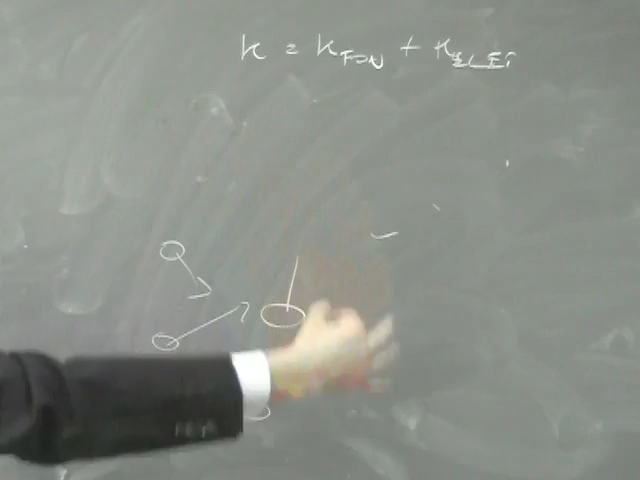 k = k_FON + k_ELET